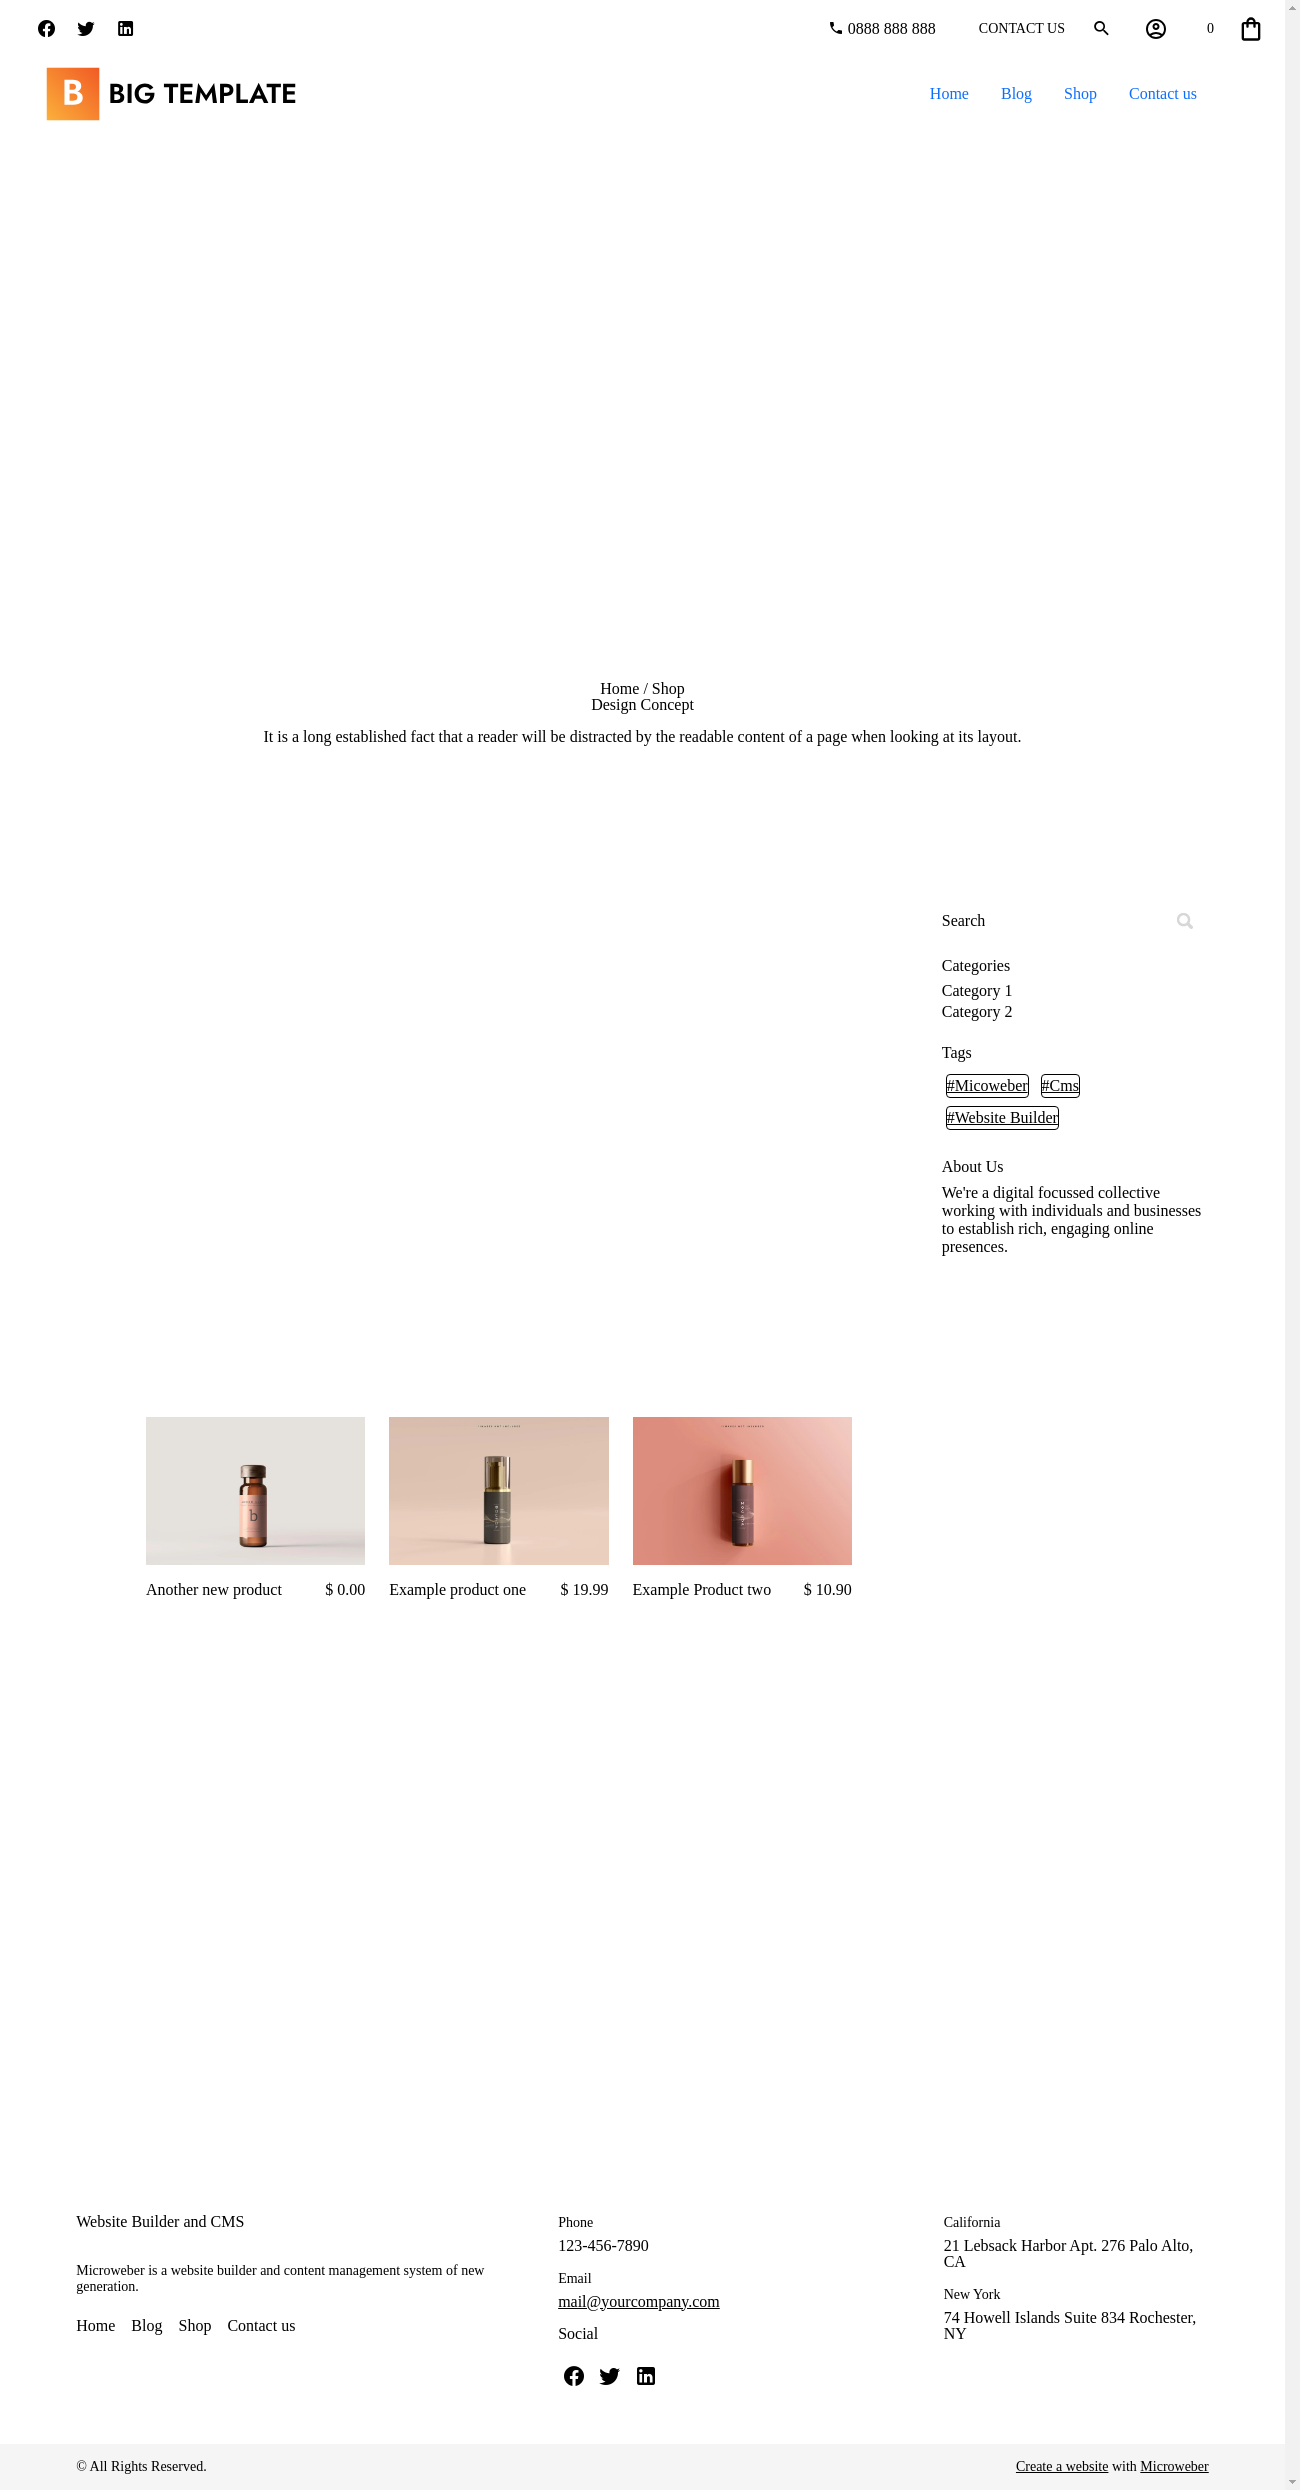 0888 888 888 CONTACT US 0
B BIG TEMPLATE
Home Blog Shop Contact us
Home / Shop
Design Concept
It is a long established fact that a reader will be distracted by the readable content of a page when looking at its layout.
Search
Categories
Category 1
Category 2
Tags
#Micoweber #Cms
#Website Builder
About Us
We're a digital focussed collective
working with individuals and businesses
to establish rich, engaging online
presences.
b
Another new product $ 0.00
Example product one $ 19.99
Example Product two $ 10.90
Website Builder and CMS
Microweber is a website builder and content management system of new
generation.
Home Blog Shop Contact us
Phone
123-456-7890
Email
mail@yourcompany.com
Social
California
21 Lebsack Harbor Apt. 276 Palo Alto,
CA
New York
74 Howell Islands Suite 834 Rochester,
NY
© All Rights Reserved.
Create a website with Microweber